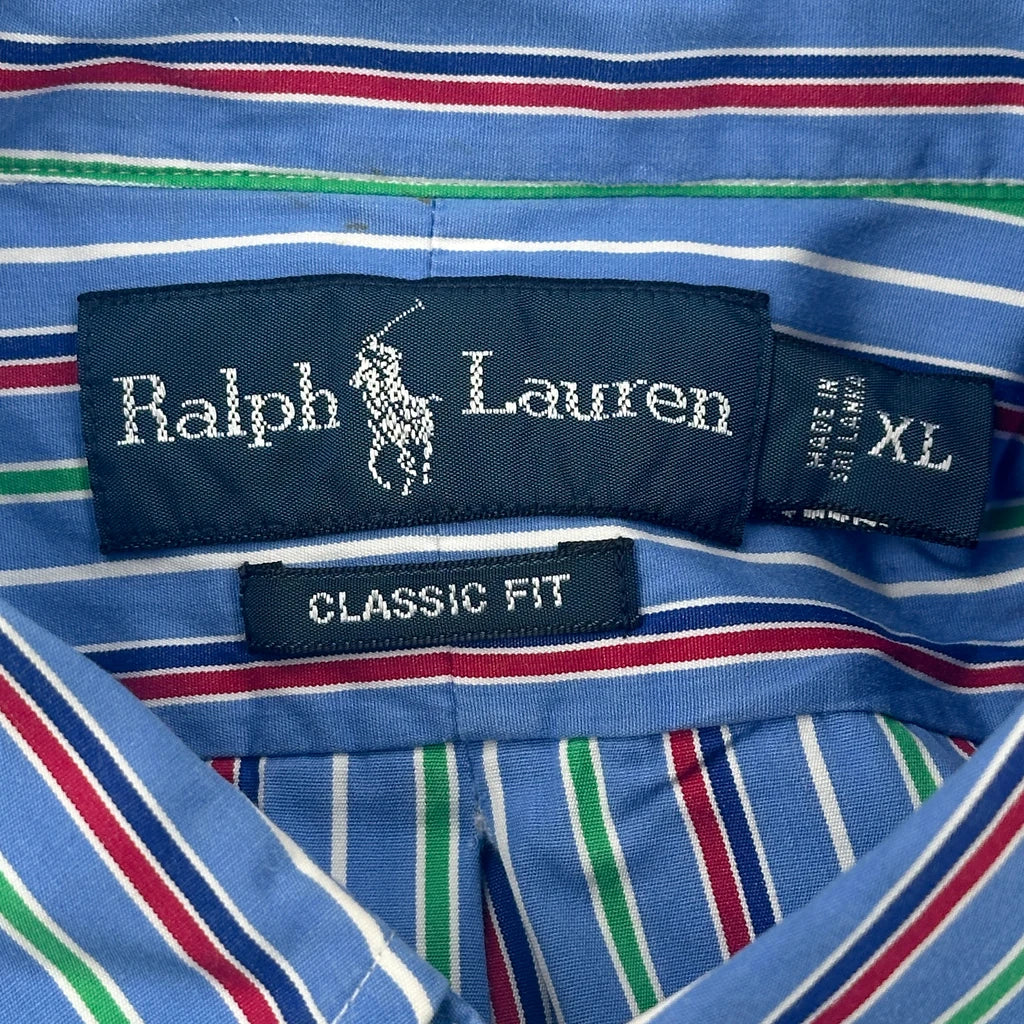 Ralph Lauren
MADE IN
SRI LANKA
XL
CLASSIC FIT